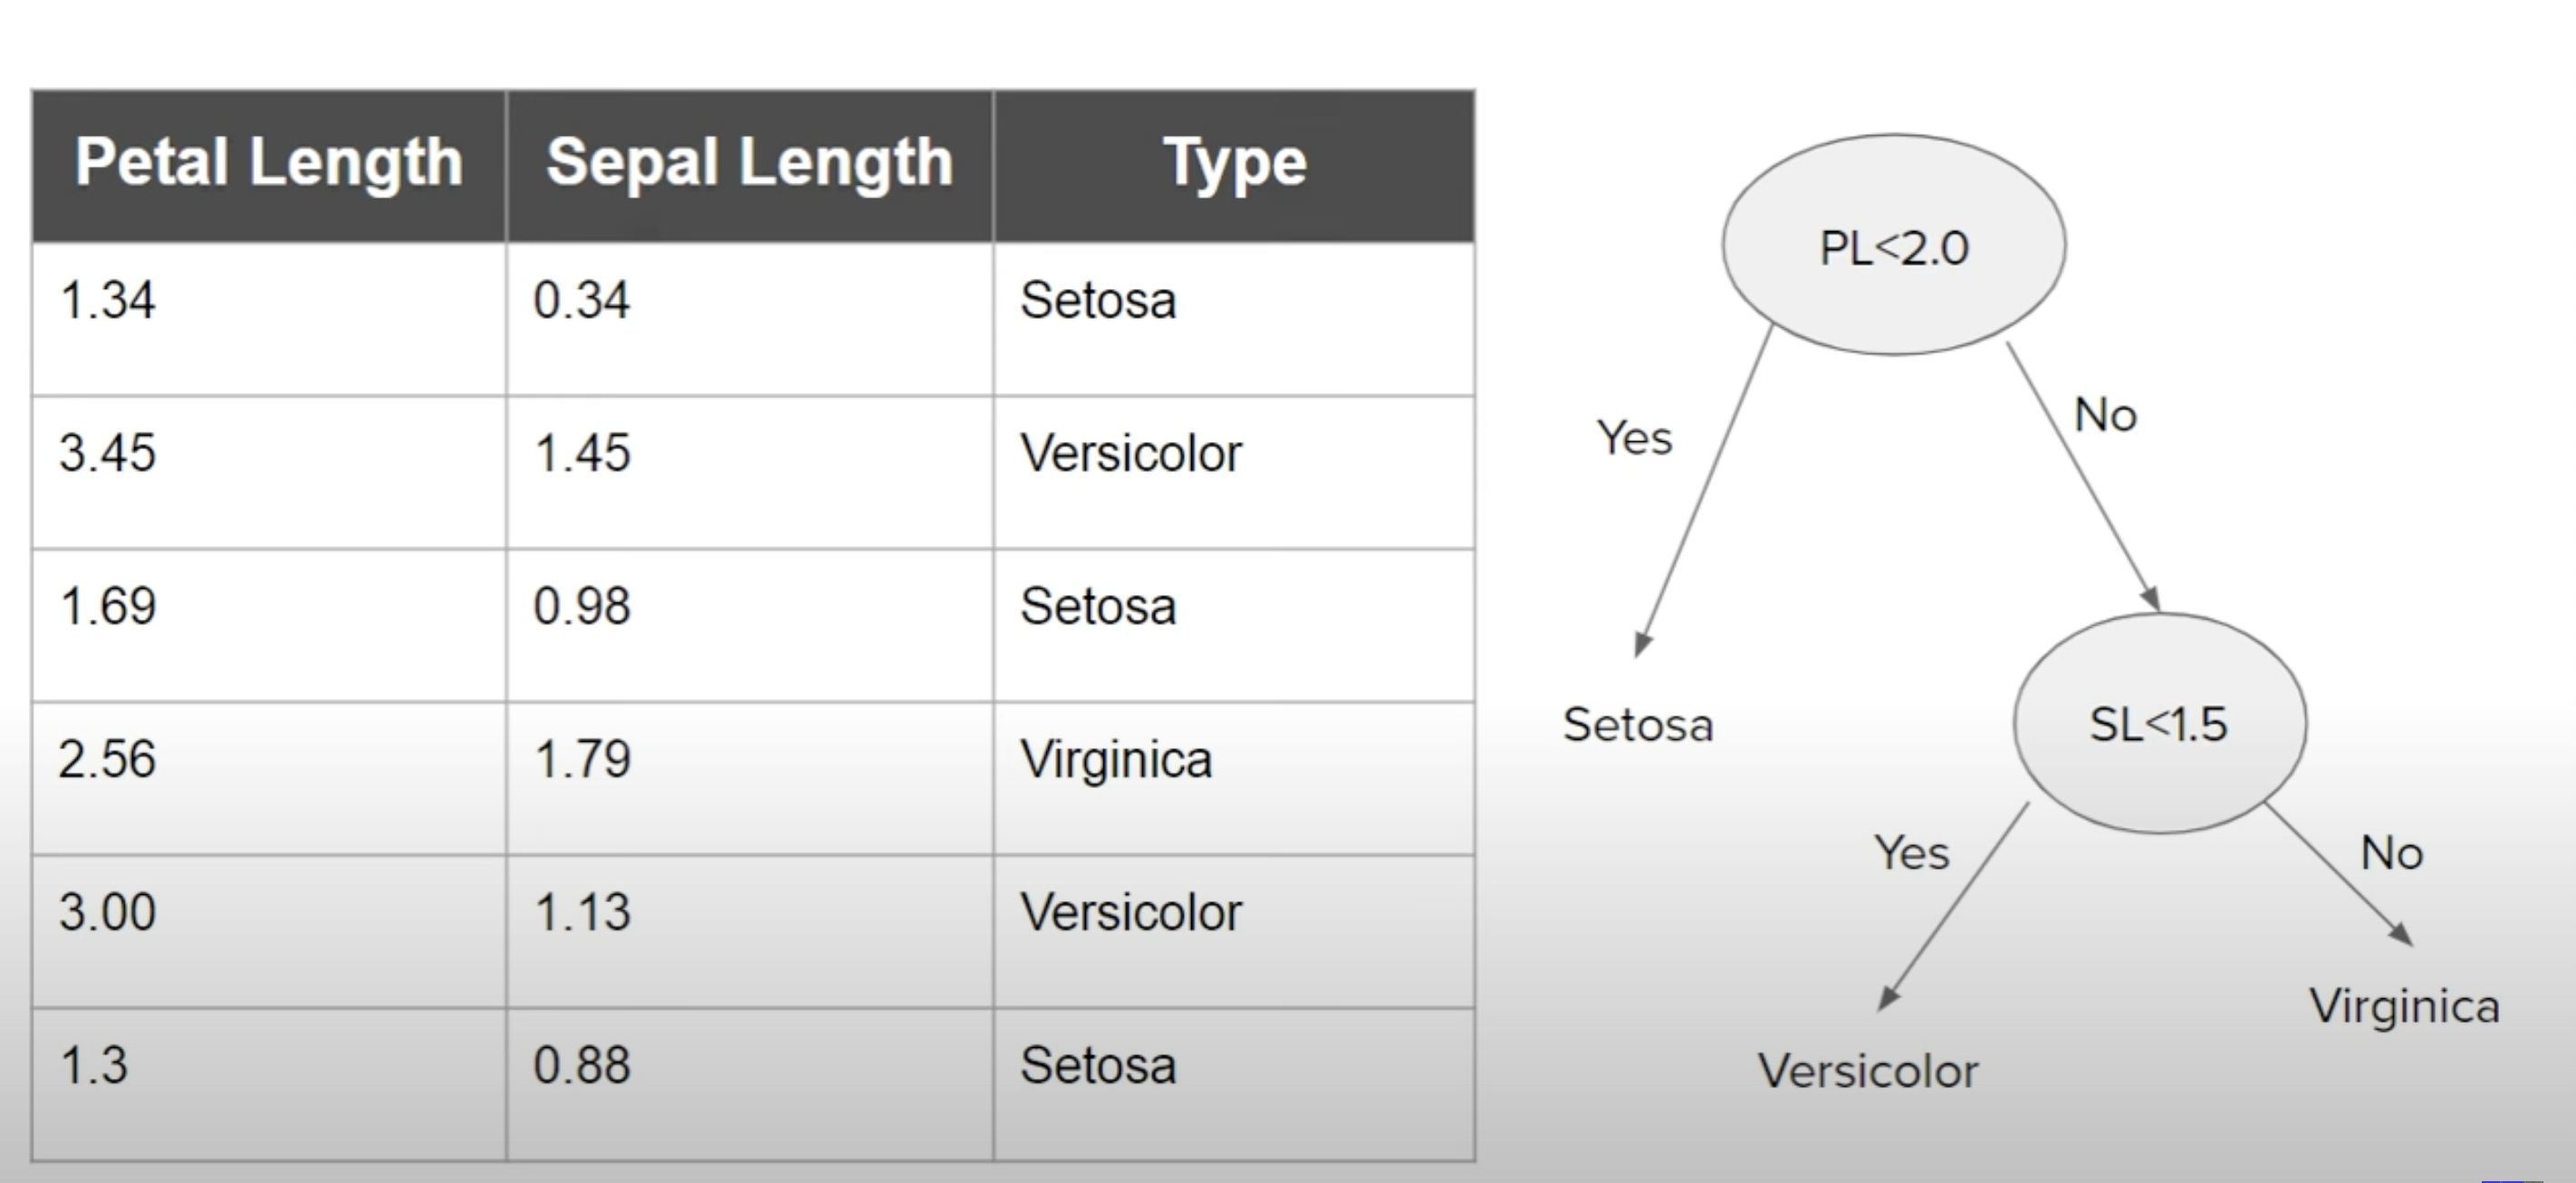 Petal Length Sepal Length Type
1.34 0.34 Setosa
3.45 1.45 Versicolor
1.69 0.98 Setosa
2.56 1.79 Virginica
3.00 1.13 Versicolor
1.3 0.88 Setosa
PL<2.0
Yes
No
Setosa
SL<1.5
Yes
No
Versicolor
Virginica